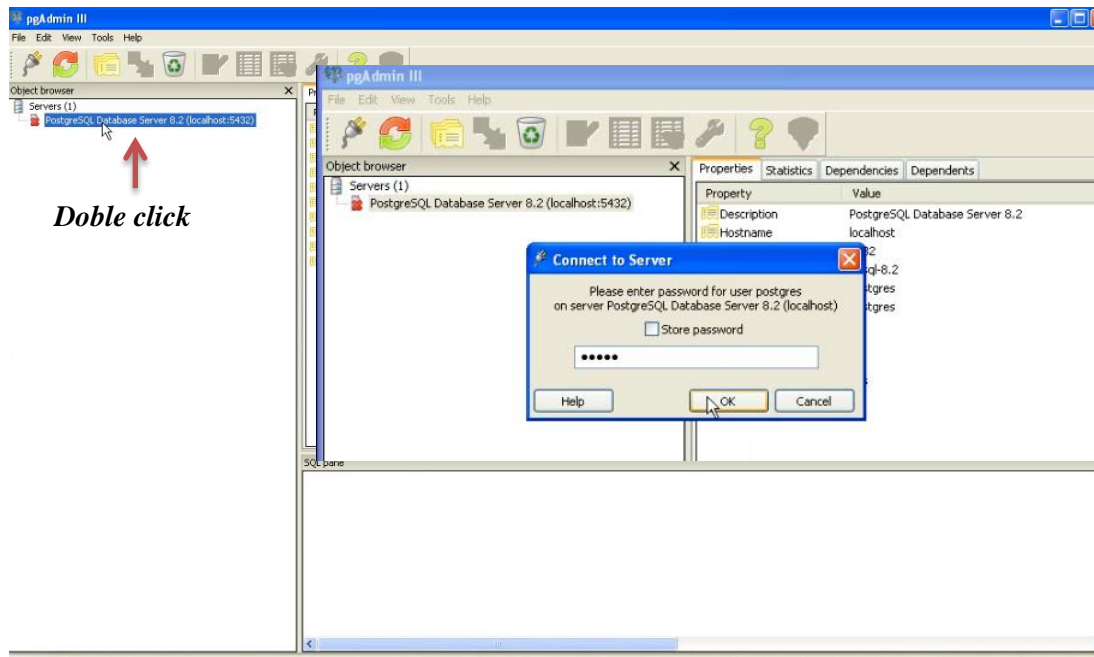 pgAdmin III
File Edit View Tools Help
Object browser
Servers (1)
PostgreSQL Database Server 8.2 (localhost:5432)
Doble click
pgAdmin III
File Edit View Tools Help
Object browser
Servers (1)
PostgreSQL Database Server 8.2 (localhost:5432)
Properties Statistics Dependencies Dependents
Property Value
Description PostgreSQL Database Server 8.2
Hostname localhost
Connect to Server
Please enter password for user postgres
on server PostgreSQL Database Server 8.2 (localhost)
Store password
•••••
Help OK Cancel
SQL pane